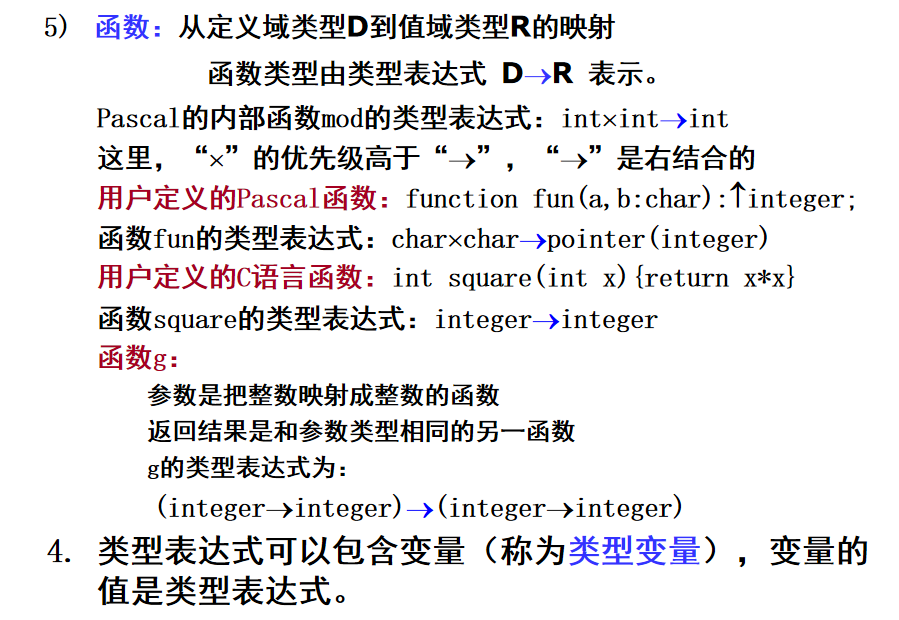 5) 函数：从定义域类型D到值域类型R的映射
函数类型由类型表达式 D→R 表示。
Pascal的内部函数mod的类型表达式：int×int→int
这里，“×”的优先级高于“→”，“→”是右结合的
用户定义的Pascal函数：function fun(a,b:char):↑integer;
函数fun的类型表达式：char×char→pointer(integer)
用户定义的C语言函数：int square(int x){return x*x}
函数square的类型表达式：integer→integer
函数g：
参数是把整数映射成整数的函数
返回结果是和参数类型相同的另一函数
g的类型表达式为：
(integer→integer)→(integer→integer)
4. 类型表达式可以包含变量（称为类型变量），变量的
值是类型表达式。